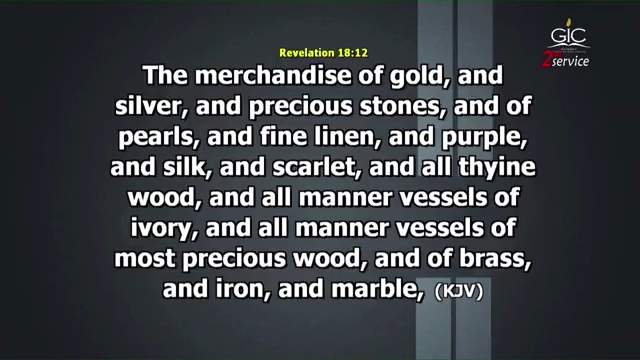 GIC
2nd service
Revelation 18:12
The merchandise of gold, and
silver, and precious stones, and of
pearls, and fine linen, and purple,
and silk, and scarlet, and all thyine
wood, and all manner vessels of
ivory, and all manner vessels of
most precious wood, and of brass,
and iron, and marble, (KJV)